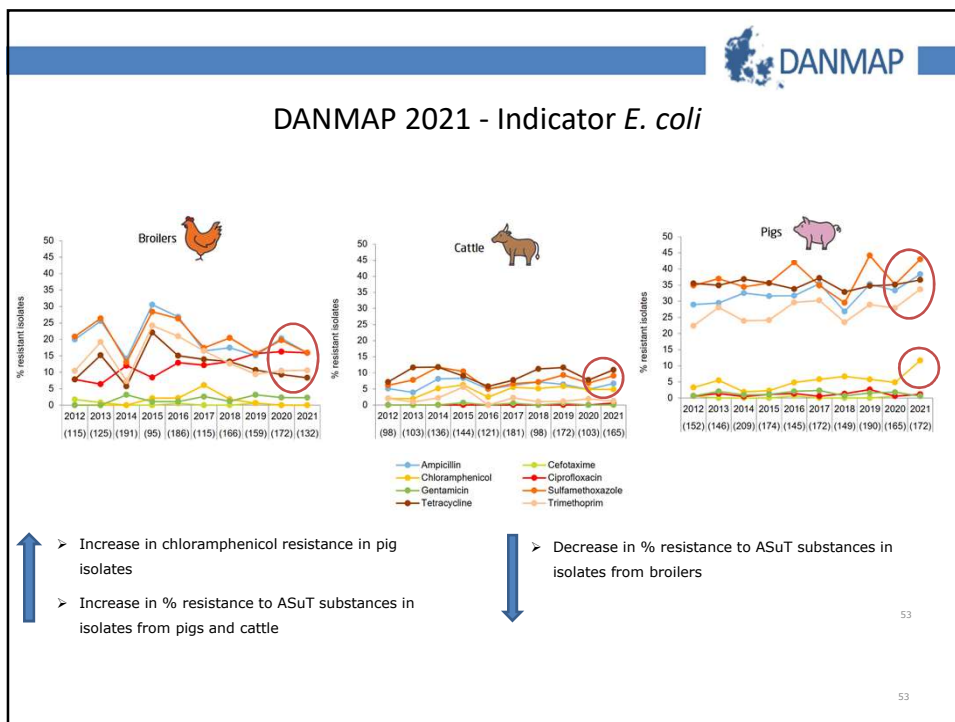 DANMAP
DANMAP 2021 - Indicator E. coli
Broilers
% resistant isolates
50
45
40
35
30
25
20
15
10
5
0
2012 2013 2014 2015 2016 2017 2018 2019 2020 2021
(115) (125) (191) (95) (186) (115) (166) (159) (172) (132)
Cattle
% resistant isolates
50
45
40
35
30
25
20
15
10
5
0
2012 2013 2014 2015 2016 2017 2018 2019 2020 2021
(98) (103) (136) (144) (121) (181) (98) (172) (103) (165)
Pigs
% resistant isolates
50
45
40
35
30
25
20
15
10
5
0
2012 2013 2014 2015 2016 2017 2018 2019 2020 2021
(152) (146) (209) (174) (145) (172) (149) (190) (165) (172)
Ampicillin Cefotaxime
Chloramphenicol Ciprofloxacin
Gentamicin Sulfamethoxazole
Tetracycline Trimethoprim
➢ Increase in chloramphenicol resistance in pig
isolates
➢ Increase in % resistance to ASuT substances in
isolates from pigs and cattle
➢ Decrease in % resistance to ASuT substances in
isolates from broilers
53
53